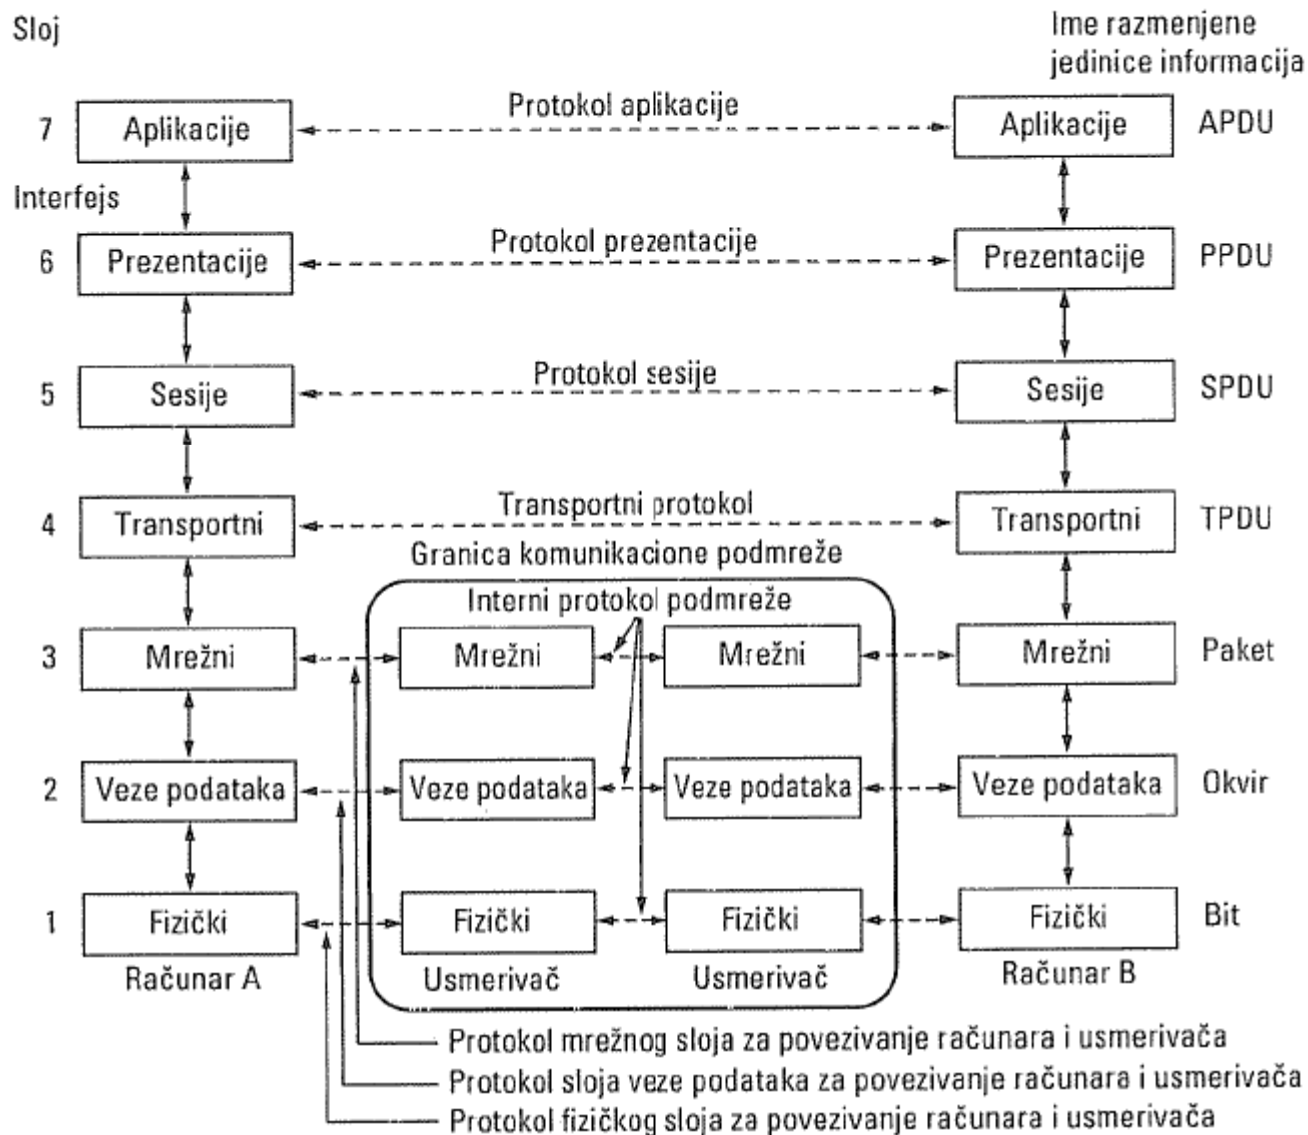 Sloj
Ime razmenjene
jedinice informacija
7 Aplikacije Protokol aplikacije Aplikacije APDU
Interfejs
6 Prezentacije Protokol prezentacije Prezentacije PPDU
5 Sesije Protokol sesije Sesije SPDU
4 Transportni Transportni protokol Transportni TPDU
Granica komunikacione podmreže
Interni protokol podmreže
3 Mrežni Mrežni Mrežni Mrežni Paket
2 Veze podataka Veze podataka Veze podataka Veze podataka Okvir
1 Fizički Fizički Fizički Fizički Bit
Računar A Usmerivač Usmerivač Računar B
Protokol mrežnog sloja za povezivanje računara i usmerivača
Protokol sloja veze podataka za povezivanje računara i usmerivača
Protokol fizičkog sloja za povezivanje računara i usmerivača